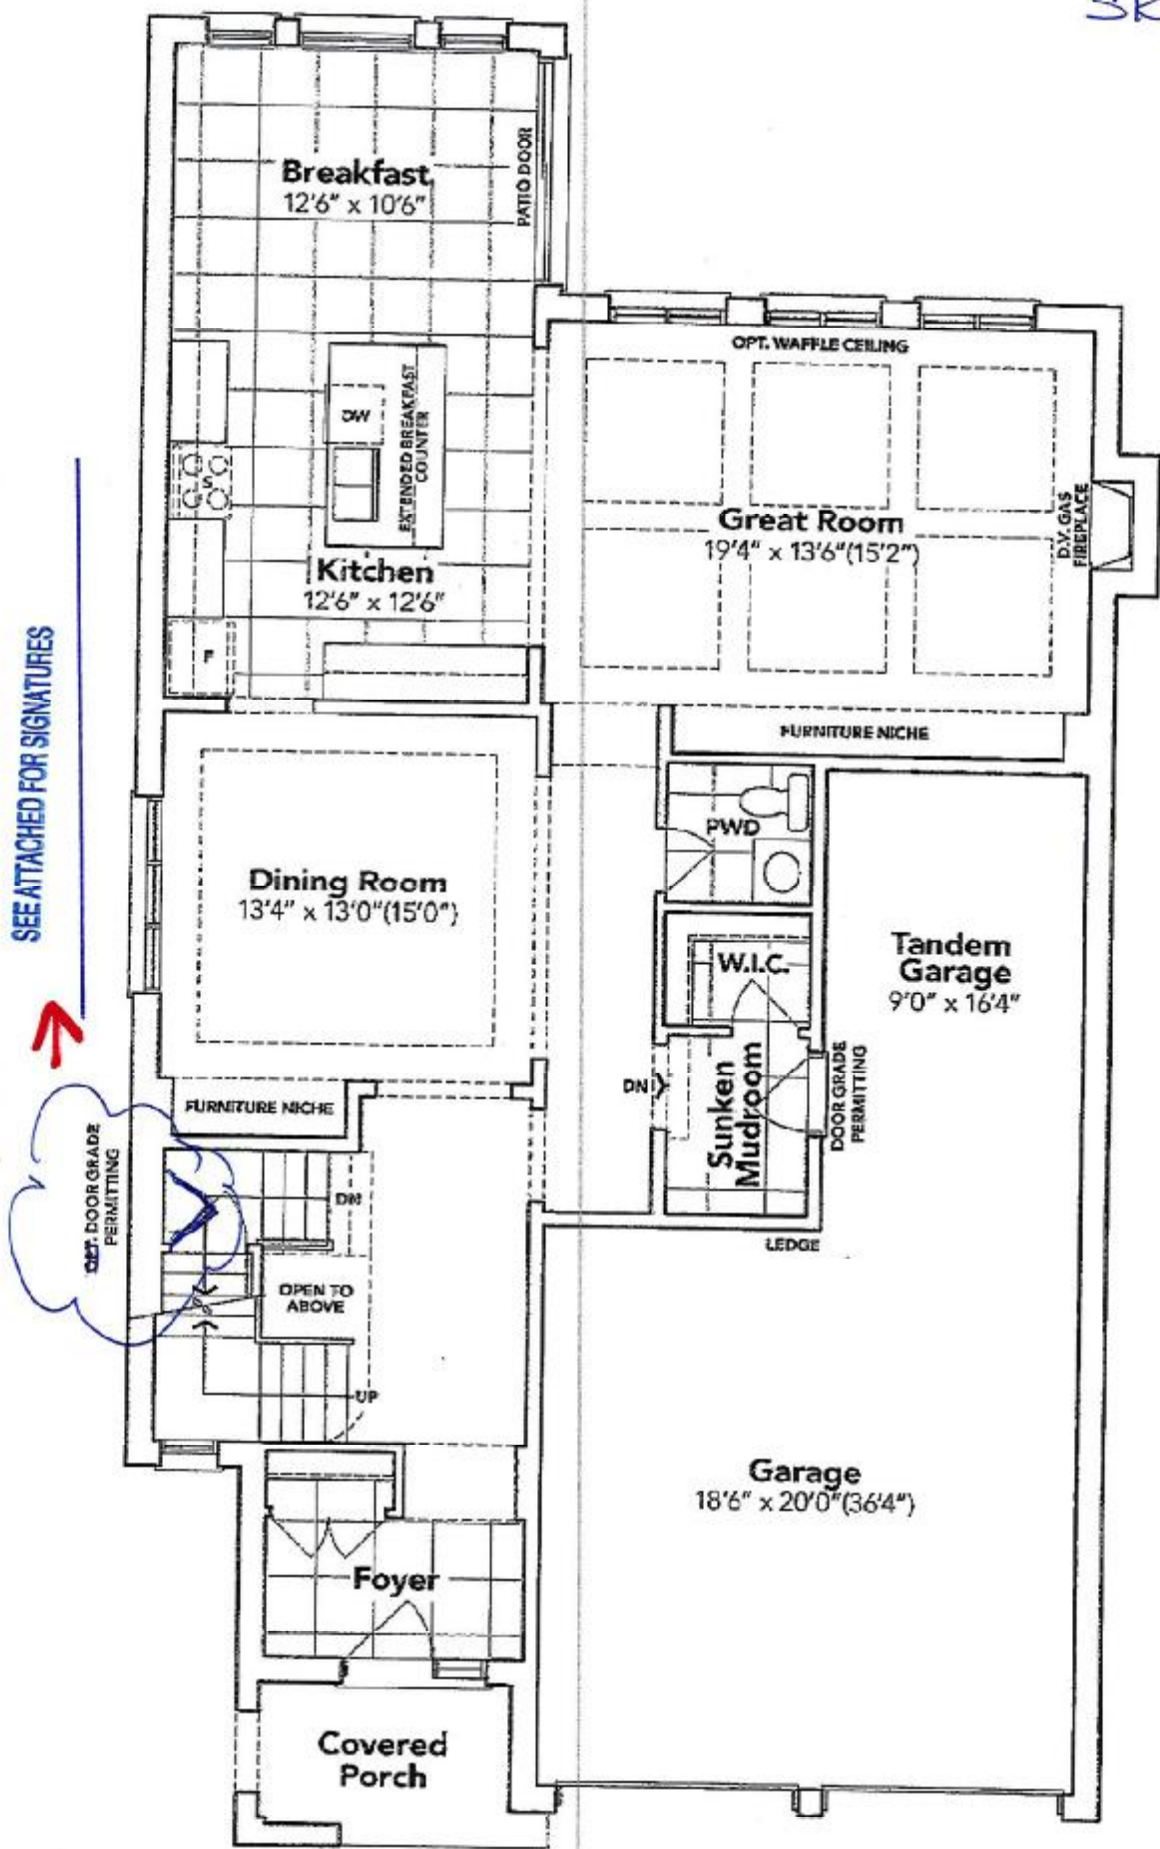 SK
Breakfast
12'6" x 10'6"
PATIO DOOR
OPT. WAFFLE CEILING
DW
EXTENDED BREAKFAST
COUNTER
S
Great Room
19'4" x 13'6"(15'2")
D.V. GAS
FIREPLACE
Kitchen
12'6" x 12'6"
F
FURNITURE NICHE
SEE ATTACHED FOR SIGNATURES
PWD
Dining Room
13'4" x 13'0"(15'0")
W.I.C.
Tandem
Garage
9'0" x 16'4"
DN
Sunken
Mudroom
DOOR GRADE
PERMITTING
FURNITURE NICHE
OPT. DOOR GRADE
PERMITTING
DN
LEDGE
OPEN TO
ABOVE
UP
Garage
18'6" x 20'0"(36'4")
Foyer
Covered
Porch